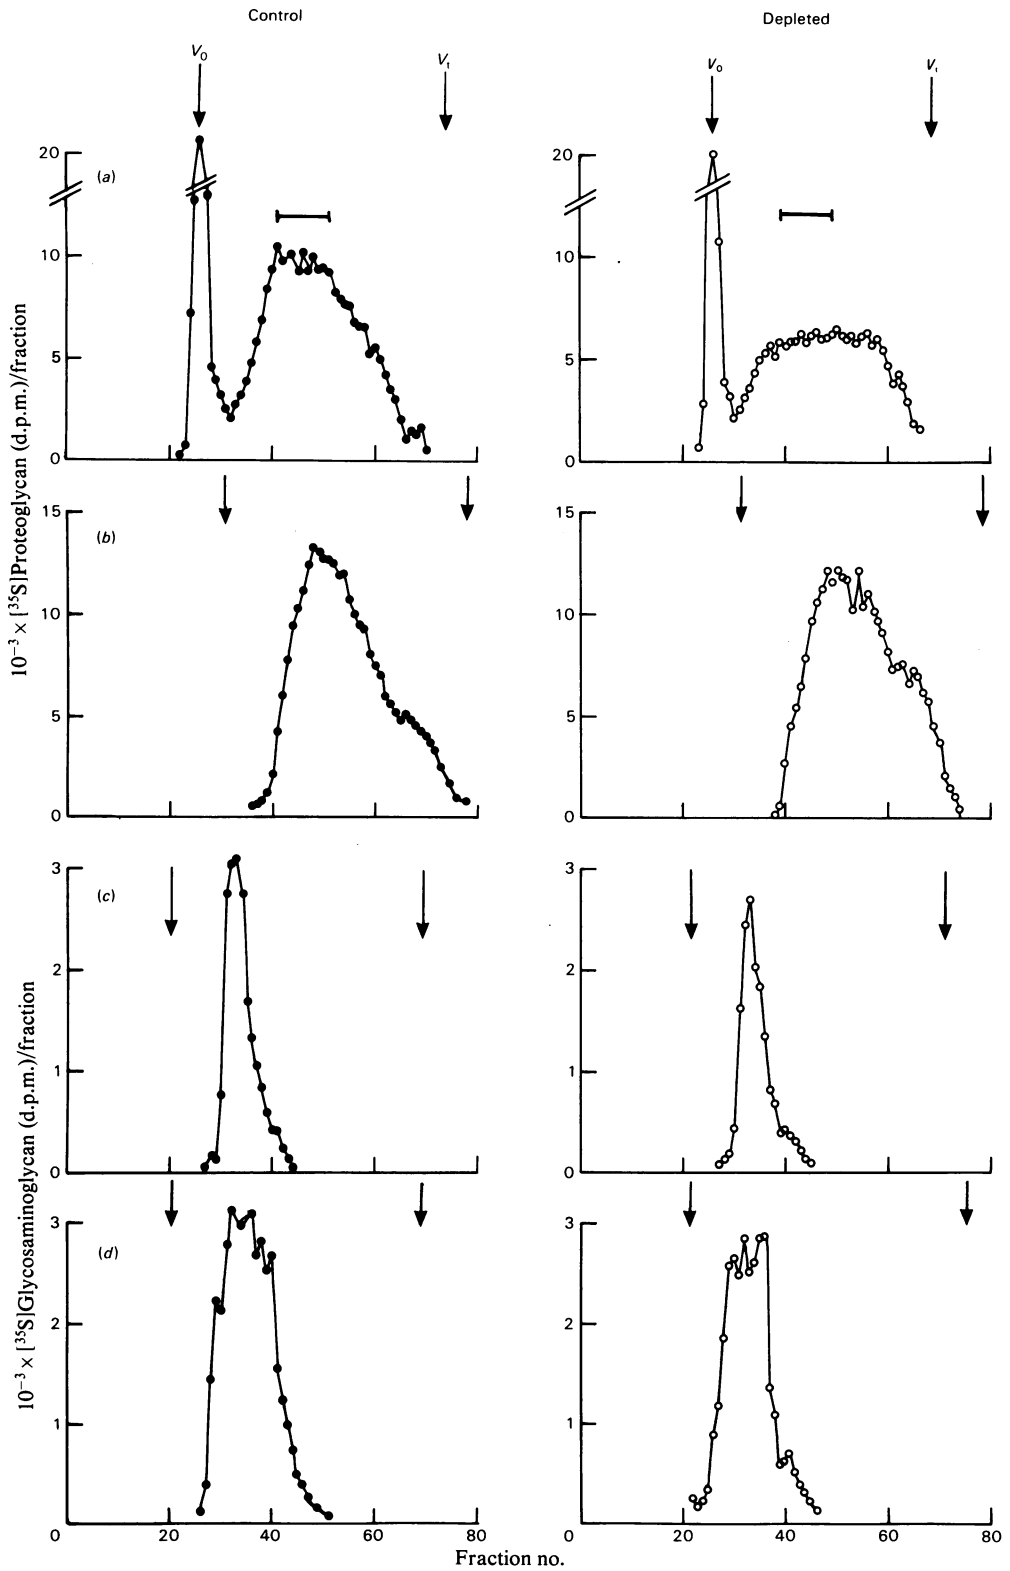 Control Depleted
V0 Vt V0 Vt
20 20
(a)
10 10
5 5
0 0
10⁻³ × [³⁵S]Proteoglycan (d.p.m.)/fraction
15 15
(b)
10 10
5 5
0 0
3 3
(c)
2 2
1 1
0 0
10⁻³ × [³⁵S]Glycosaminoglycan (d.p.m.)/fraction
3 3
(d)
2 2
1 1
0 20 40 60 80 0 20 40 60 80
Fraction no.